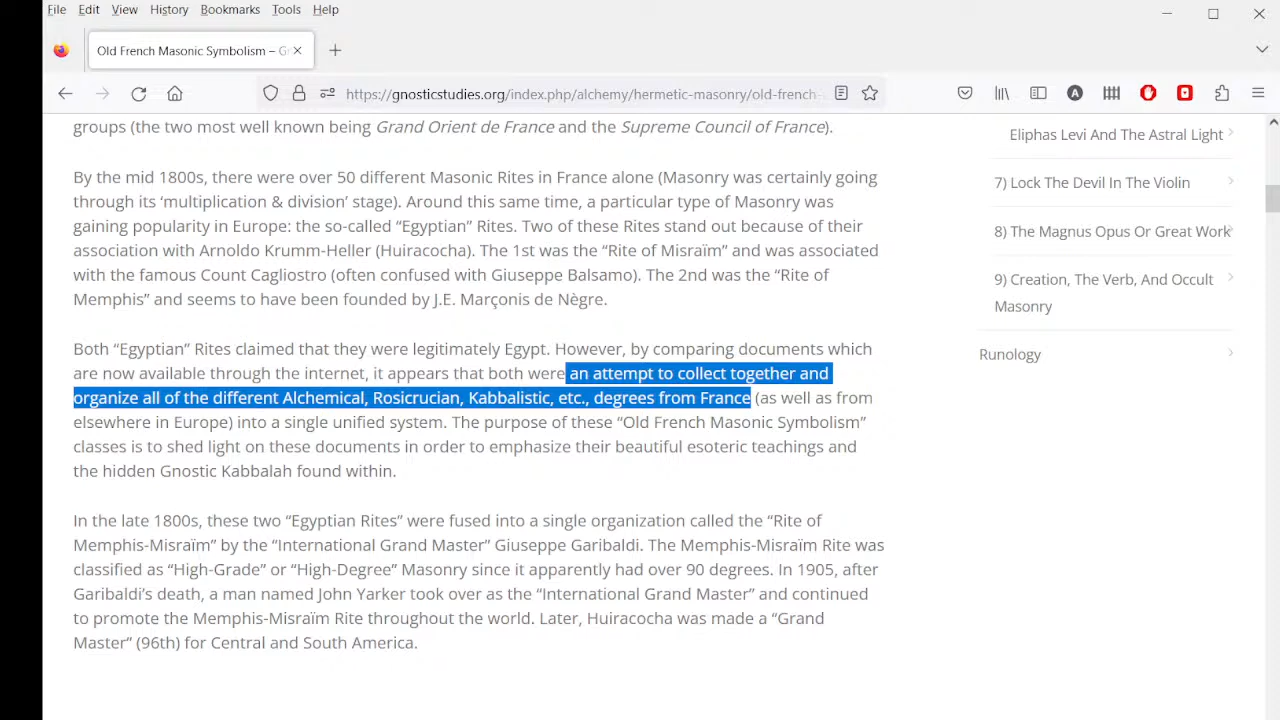 File Edit View History Bookmarks Tools Help
Old French Masonic Symbolism – G
https://gnosticstudies.org/index.php/alchemy/hermetic-masonry/old-french-
groups (the two most well known being Grand Orient de France and the Supreme Council of France).
By the mid 1800s, there were over 50 different Masonic Rites in France alone (Masonry was certainly going
through its ‘multiplication & division’ stage). Around this same time, a particular type of Masonry was
gaining popularity in Europe: the so-called “Egyptian” Rites. Two of these Rites stand out because of their
association with Arnoldo Krumm-Heller (Huiracocha). The 1st was the “Rite of Misraïm” and was associated
with the famous Count Cagliostro (often confused with Giuseppe Balsamo). The 2nd was the “Rite of
Memphis” and seems to have been founded by J.E. Marçonis de Nègre.
Both “Egyptian” Rites claimed that they were legitimately Egypt. However, by comparing documents which
are now available through the internet, it appears that both were an attempt to collect together and
organize all of the different Alchemical, Rosicrucian, Kabbalistic, etc., degrees from France (as well as from
elsewhere in Europe) into a single unified system. The purpose of these “Old French Masonic Symbolism”
classes is to shed light on these documents in order to emphasize their beautiful esoteric teachings and
the hidden Gnostic Kabbalah found within.
In the late 1800s, these two “Egyptian Rites” were fused into a single organization called the “Rite of
Memphis-Misraïm” by the “International Grand Master” Giuseppe Garibaldi. The Memphis-Misraïm Rite was
classified as “High-Grade” or “High-Degree” Masonry since it apparently had over 90 degrees. In 1905, after
Garibaldi’s death, a man named John Yarker took over as the “International Grand Master” and continued
to promote the Memphis-Misraïm Rite throughout the world. Later, Huiracocha was made a “Grand
Master” (96th) for Central and South America.
Eliphas Levi And The Astral Light
7) Lock The Devil In The Violin
8) The Magnus Opus Or Great Work
9) Creation, The Verb, And Occult
Masonry
Runology